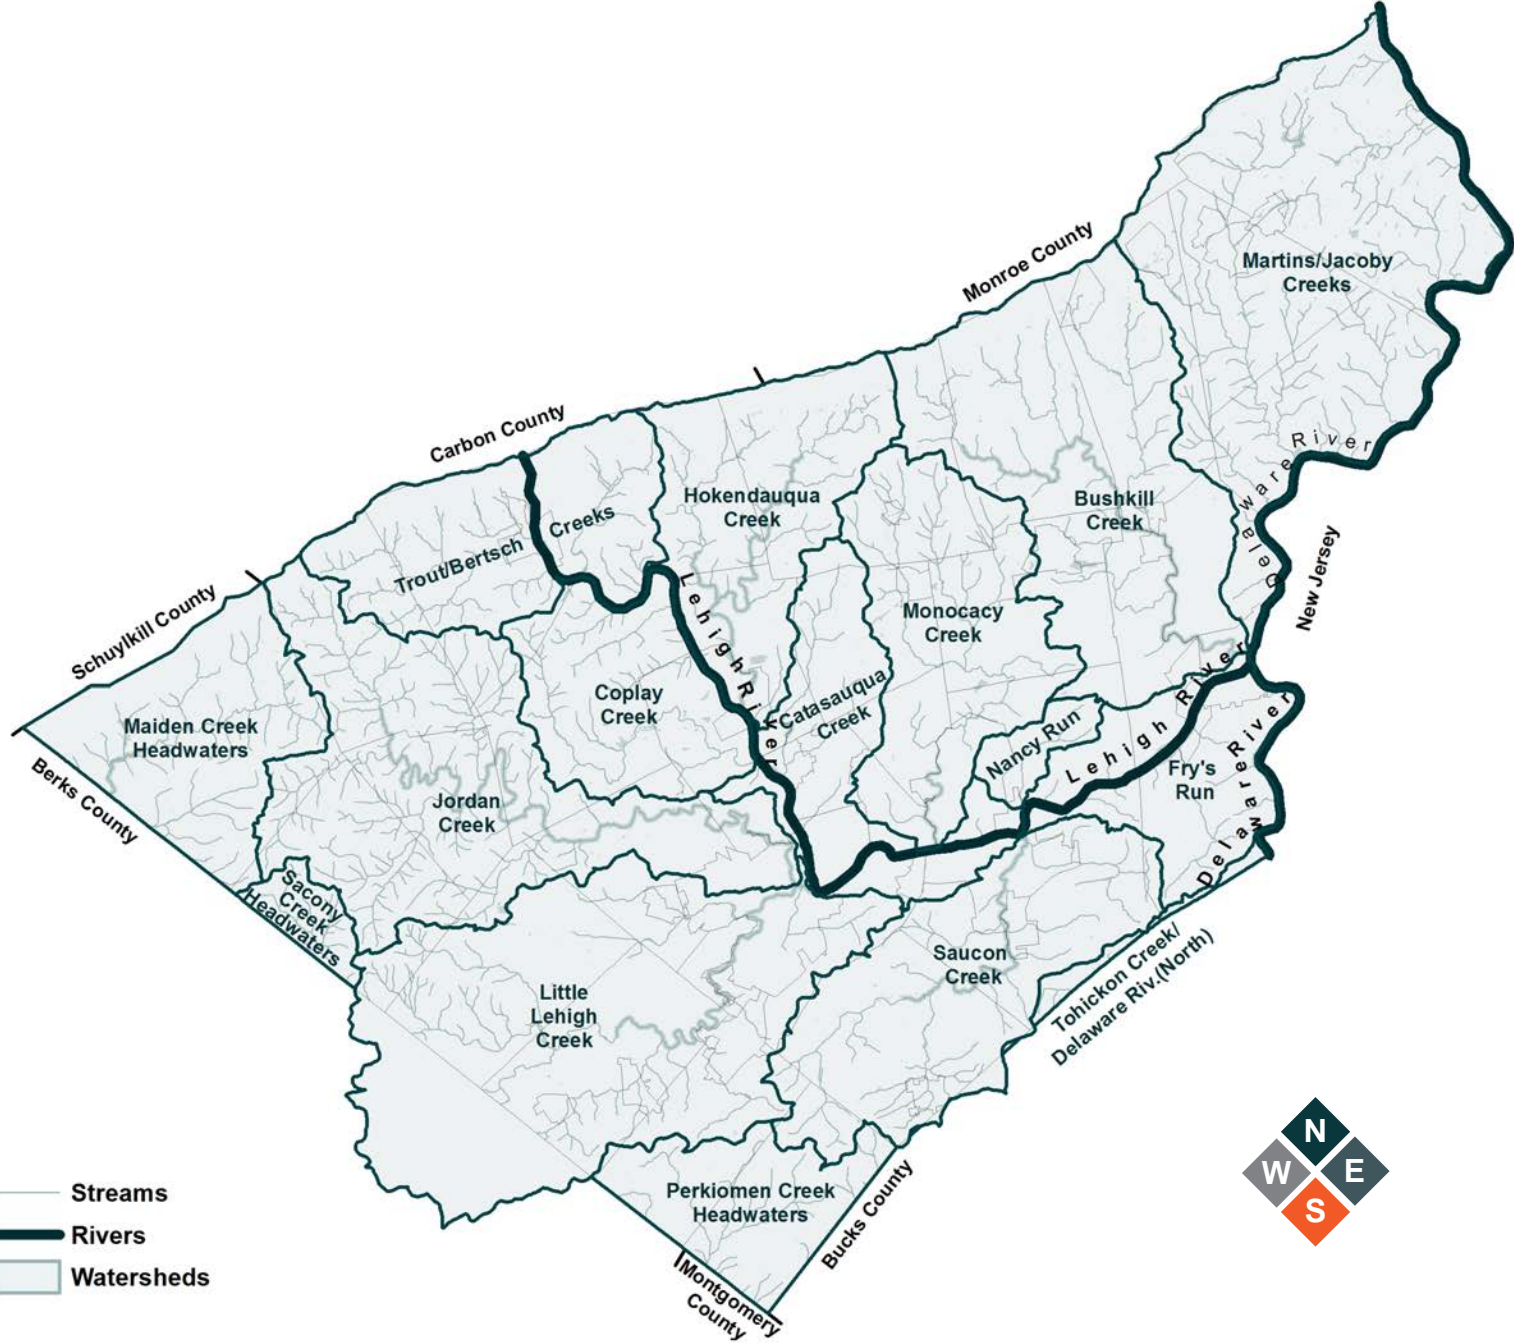 Monroe County
Martins/Jacoby
Creeks
Carbon County
Delaware River
Hokendauqua
Creek
Bushkill
Creek
Trout/Bertsch Creeks
New Jersey
Schuylkill County
Lehigh River
Monocacy
Creek
Maiden Creek
Headwaters
Coplay
Creek
Catasauqua
Creek
Nancy Run
Lehigh River
Fry's
Run
Delaware River
Berks County
Jordan
Creek
Sacony
Creek
Headwaters
Saucon
Creek
Tohickon Creek/
Delaware Riv.(North)
Little
Lehigh
Creek
N
W
E
S
Streams
Rivers
Watersheds
Perkiomen Creek
Headwaters
Bucks County
Montgomery
County